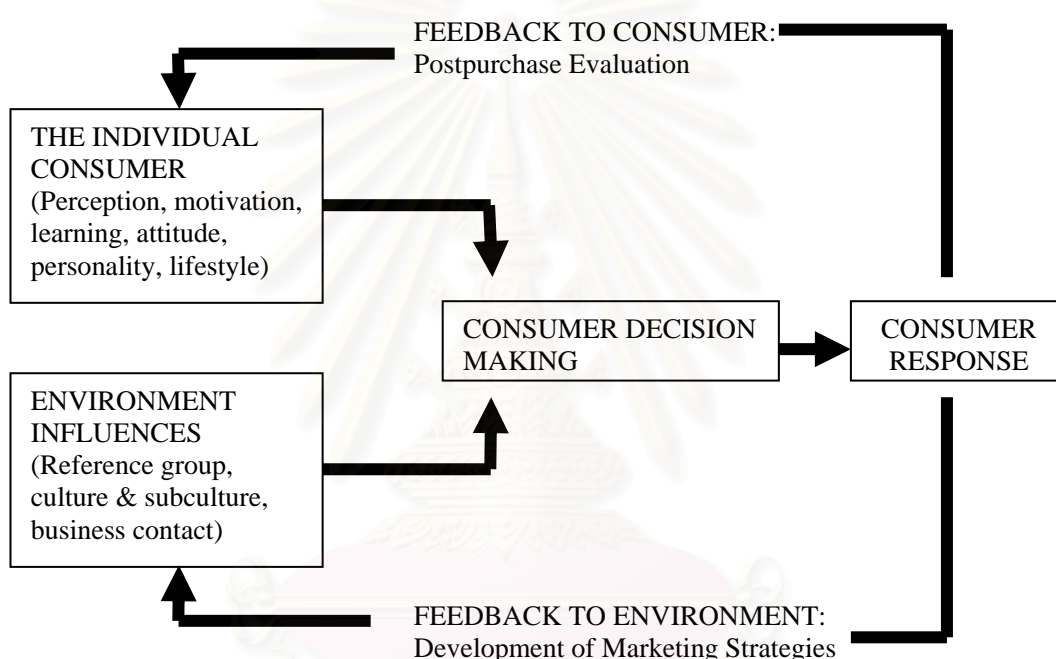 FEEDBACK TO CONSUMER:
Postpurchase Evaluation
THE INDIVIDUAL
CONSUMER
(Perception, motivation,
learning, attitude,
personality, lifestyle)
CONSUMER DECISION
MAKING
CONSUMER
RESPONSE
ENVIRONMENT
INFLUENCES
(Reference group,
culture & subculture,
business contact)
FEEDBACK TO ENVIRONMENT:
Development of Marketing Strategies